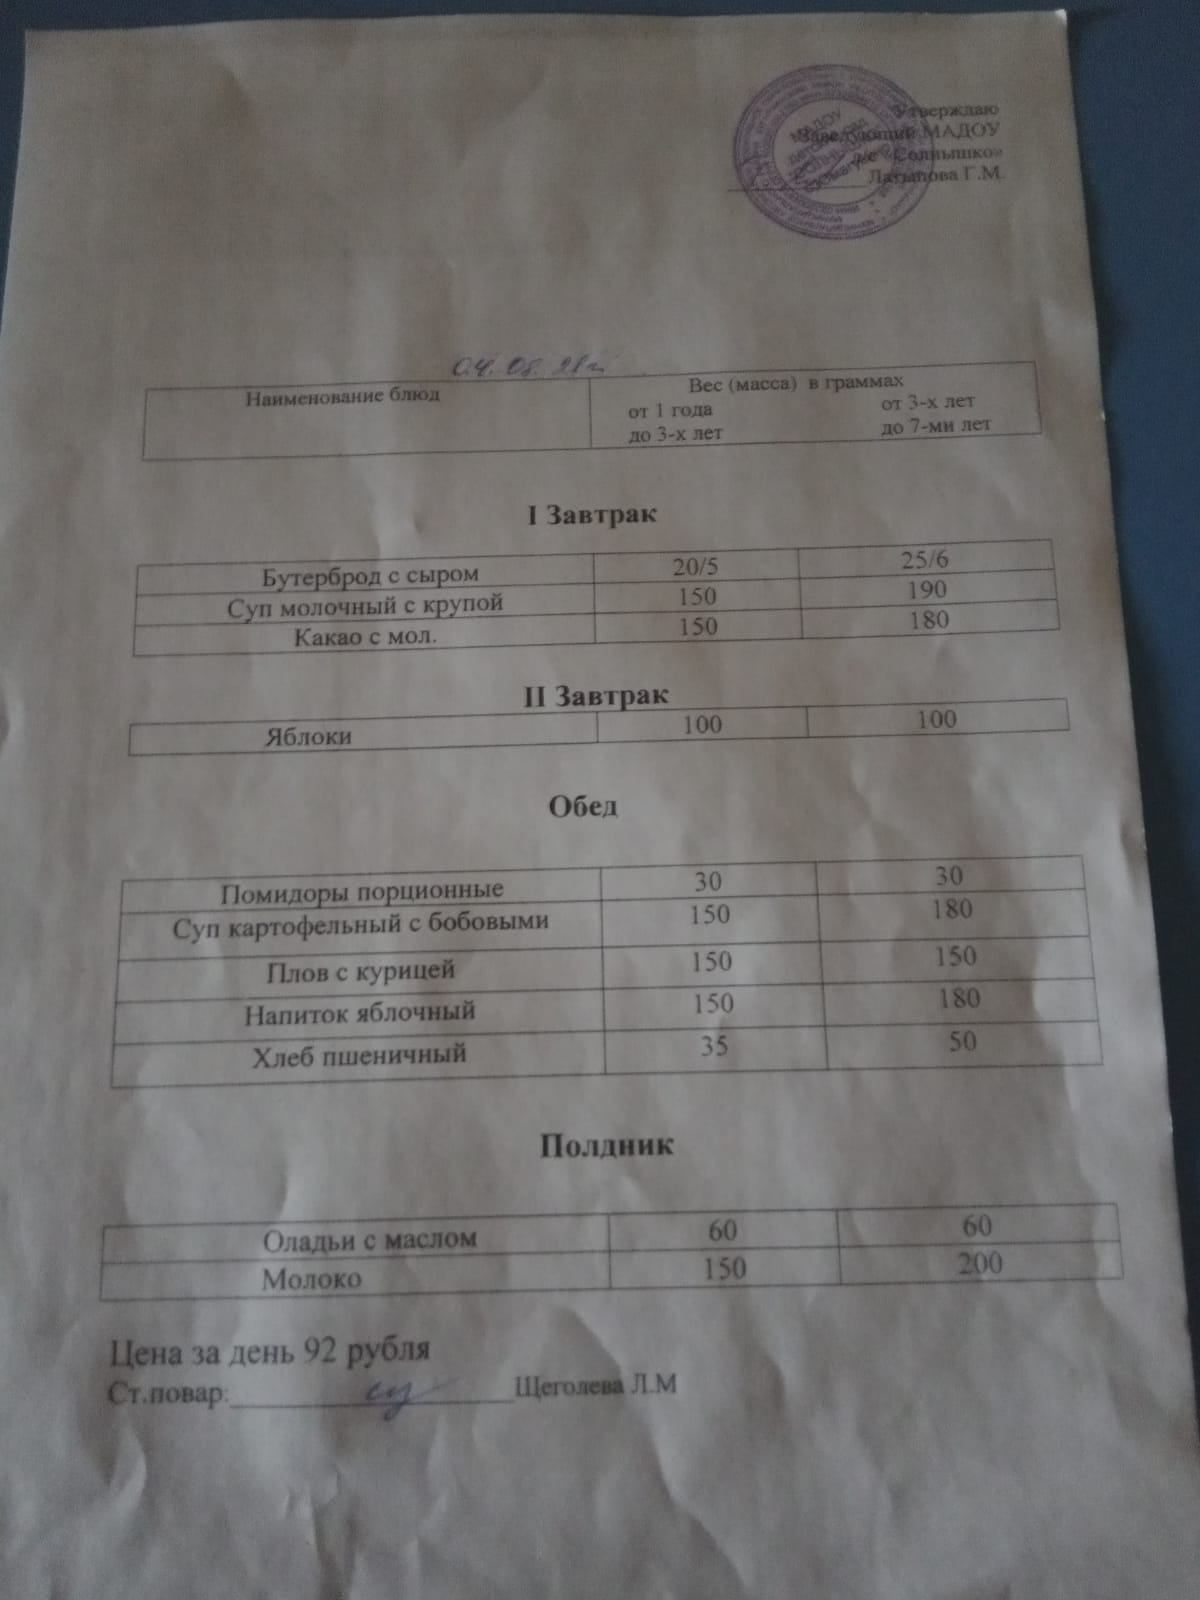 Утверждаю
Заведующий МАДОУ
д/с «Солнышко»
Латыпова Г.М.
МАДОУ
детский сад
04.08.21г.
Наименование блюд
Вес (масса) в граммах
от 1 года от 3-х лет
до 3-х лет до 7-ми лет
I Завтрак
Бутерброд с сыром 20/5 25/6
Суп молочный с крупой 150 190
Какао с мол. 150 180
II Завтрак
Яблоки 100 100
Обед
Помидоры порционные 30 30
Суп картофельный с бобовыми 150 180
Плов с курицей 150 150
Напиток яблочный 150 180
Хлеб пшеничный 35 50
Полдник
Оладьи с маслом 60 60
Молоко 150 200
Цена за день 92 рубля
Ст.повар: Щеголева Л.М